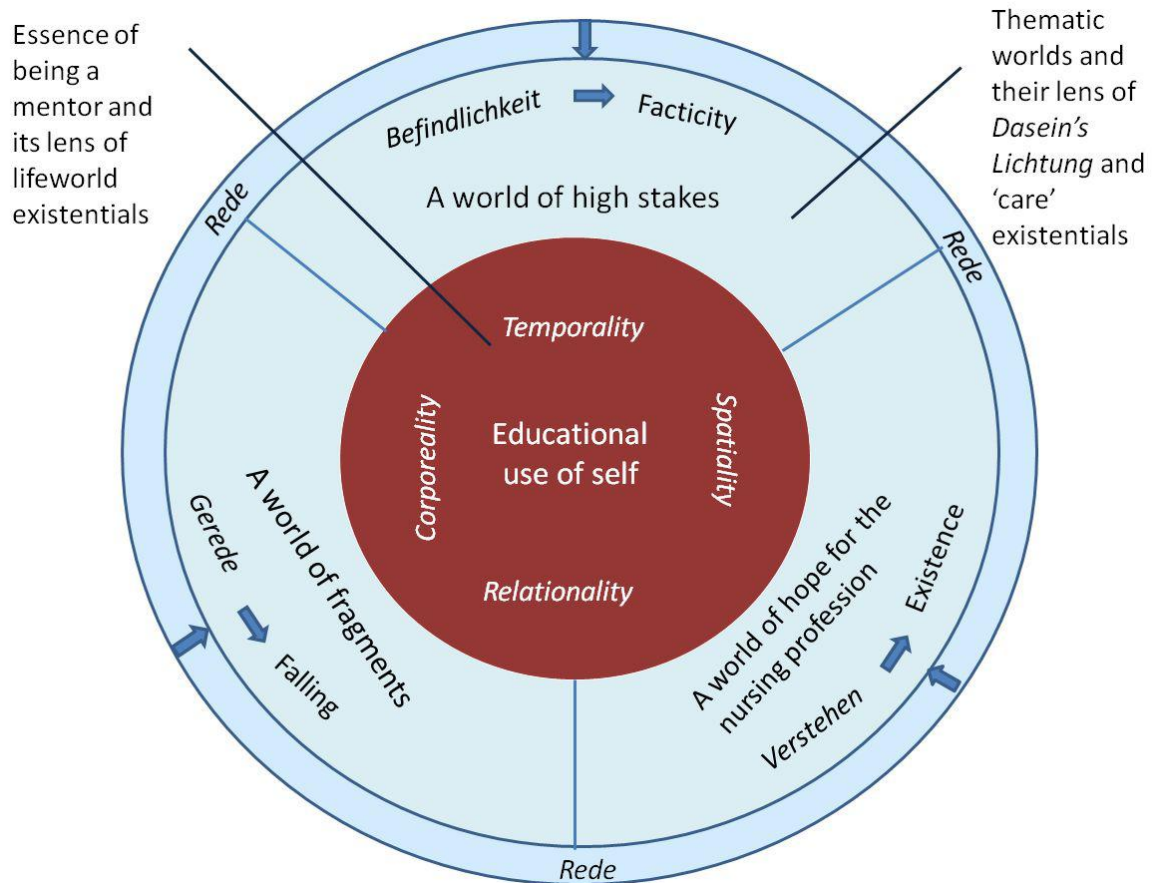 Essence of
being a
mentor and
its lens of
lifeworld
existentials
Thematic
worlds and
their lens of
Dasein's
Lichtung and
‘care’
existentials
Befindlichkeit
Facticity
A world of high stakes
Rede
Rede
Temporality
Corporeality
Spatiality
Educational
use of self
Relationality
Gerede
Falling
A world of fragments
A world of hope for the
nursing profession
Verstehen
Existence
Rede